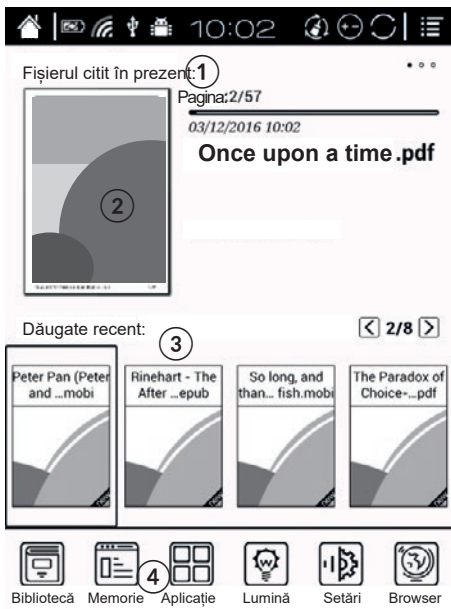 10:02
Fișierul citit în prezent: 1
Pagina:2/57
03/12/2016 10:02
Once upon a time.pdf
2
Dăugate recent: 3
2/8
Peter Pan (Peter
and ...mobi
Rinehart - The
After ...epub
So long, and
than... fish.mobi
The Paradox of
Choice-...pdf
4
Bibliotecă Memorie Aplicație Lumină Setări Browser